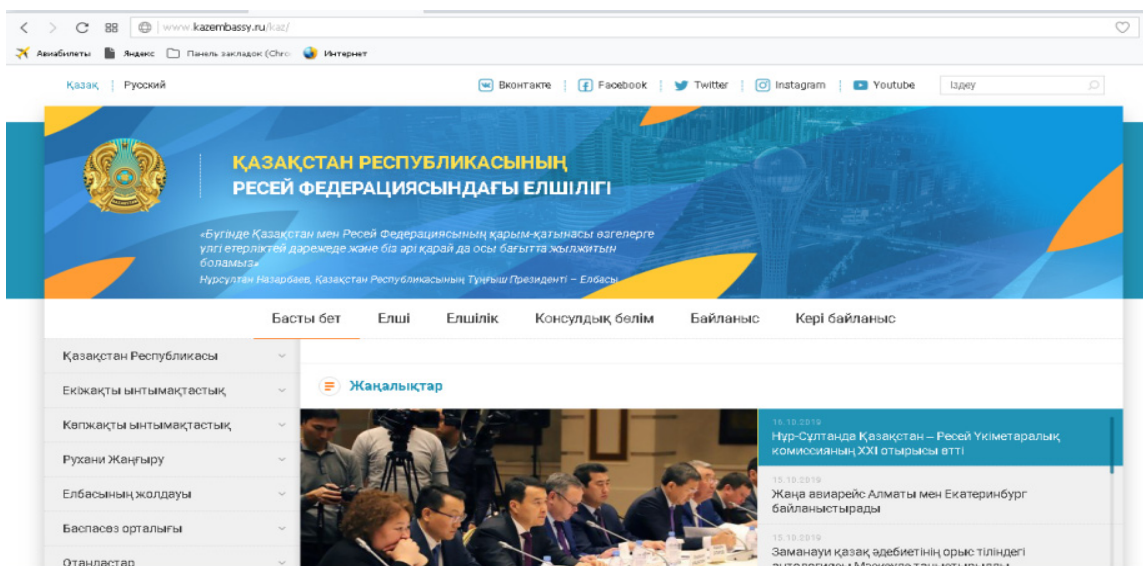 www.kazembassy.ru/kaz/
Авиабилеты Яндекс Панель закладок (Chro Интернет
Қазақ Русский Вконтакте Facebook Twitter Instagram Youtube Іздеу
ҚАЗАҚСТАН РЕСПУБЛИКАСЫНЫҢ
РЕСЕЙ ФЕДЕРАЦИЯСЫНДАҒЫ ЕЛШІЛІГІ
«Бүгінде Қазақстан мен Ресей Федерациясының қарым-қатынасы өзгелерге
үлгі етерліктей дәрежеде және біз әрі қарай да осы бағытта жылжитын
боламыз»
Нұрсұлтан Назарбаев, Қазақстан Республикасының Тұңғыш Президенті – Елбасы
Басты бет Елші Елшілік Консулдық бөлім Байланыс Кері байланыс
Қазақстан Республикасы
Екіжақты ынтымақтастық
Көпжақты ынтымақтастық
Рухани Жаңғыру
Елбасының жолдауы
Баспасөз орталығы
Отандастар
Жаңалықтар
16.10.2019
Нұр-Сұлтанда Қазақстан – Ресей Үкіметаралық
комиссияның XXI отырысы өтті
15.10.2019
Жаңа авиарейс Алматы мен Екатеринбург
байланыстырады
15.10.2019
Заманауи қазақ әдебиетінің орыс тіліндегі
антологиясы Мәскеуде таныстырылды